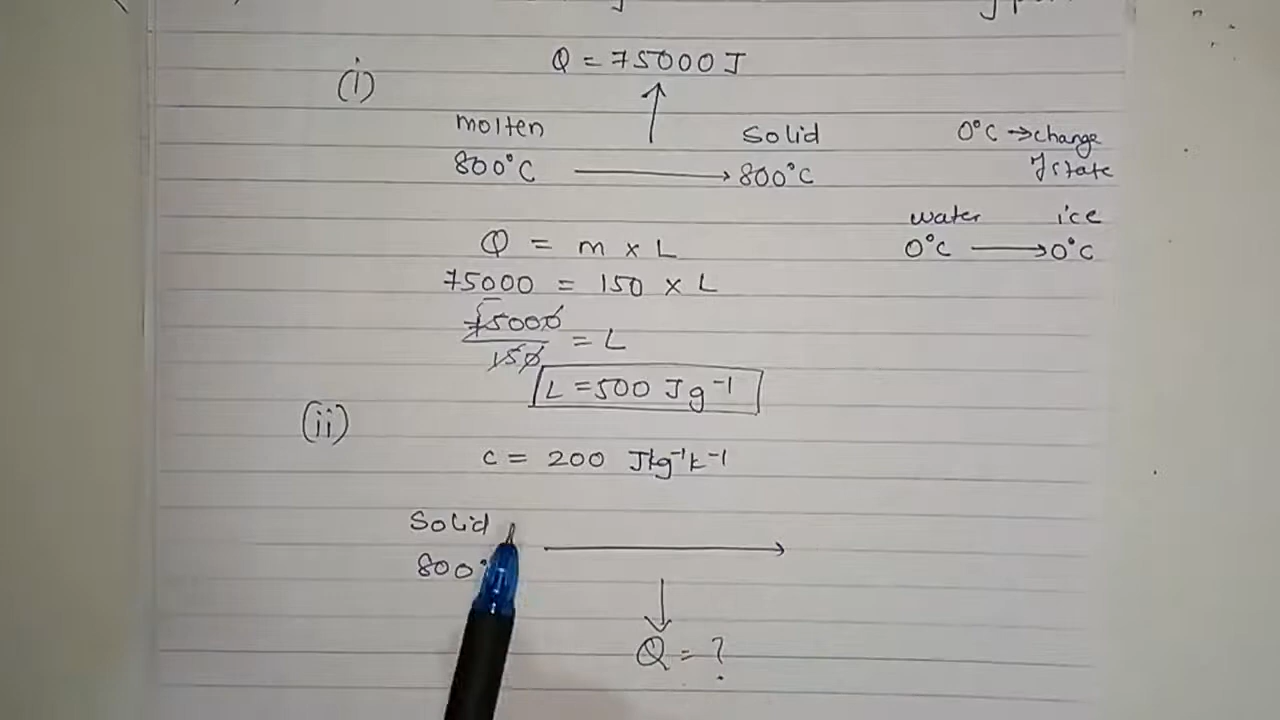 (i)
Q = 75000 J
molten
solid
800°C
800°C
0°C → change
of state
water
ice
0°C
0°C
Q = m x L
75000 = 150 x L
75000
150
= L
L = 500 Jg⁻¹
(ii)
c = 200 Jkg⁻¹k⁻¹
Solid
800°
Q = ?